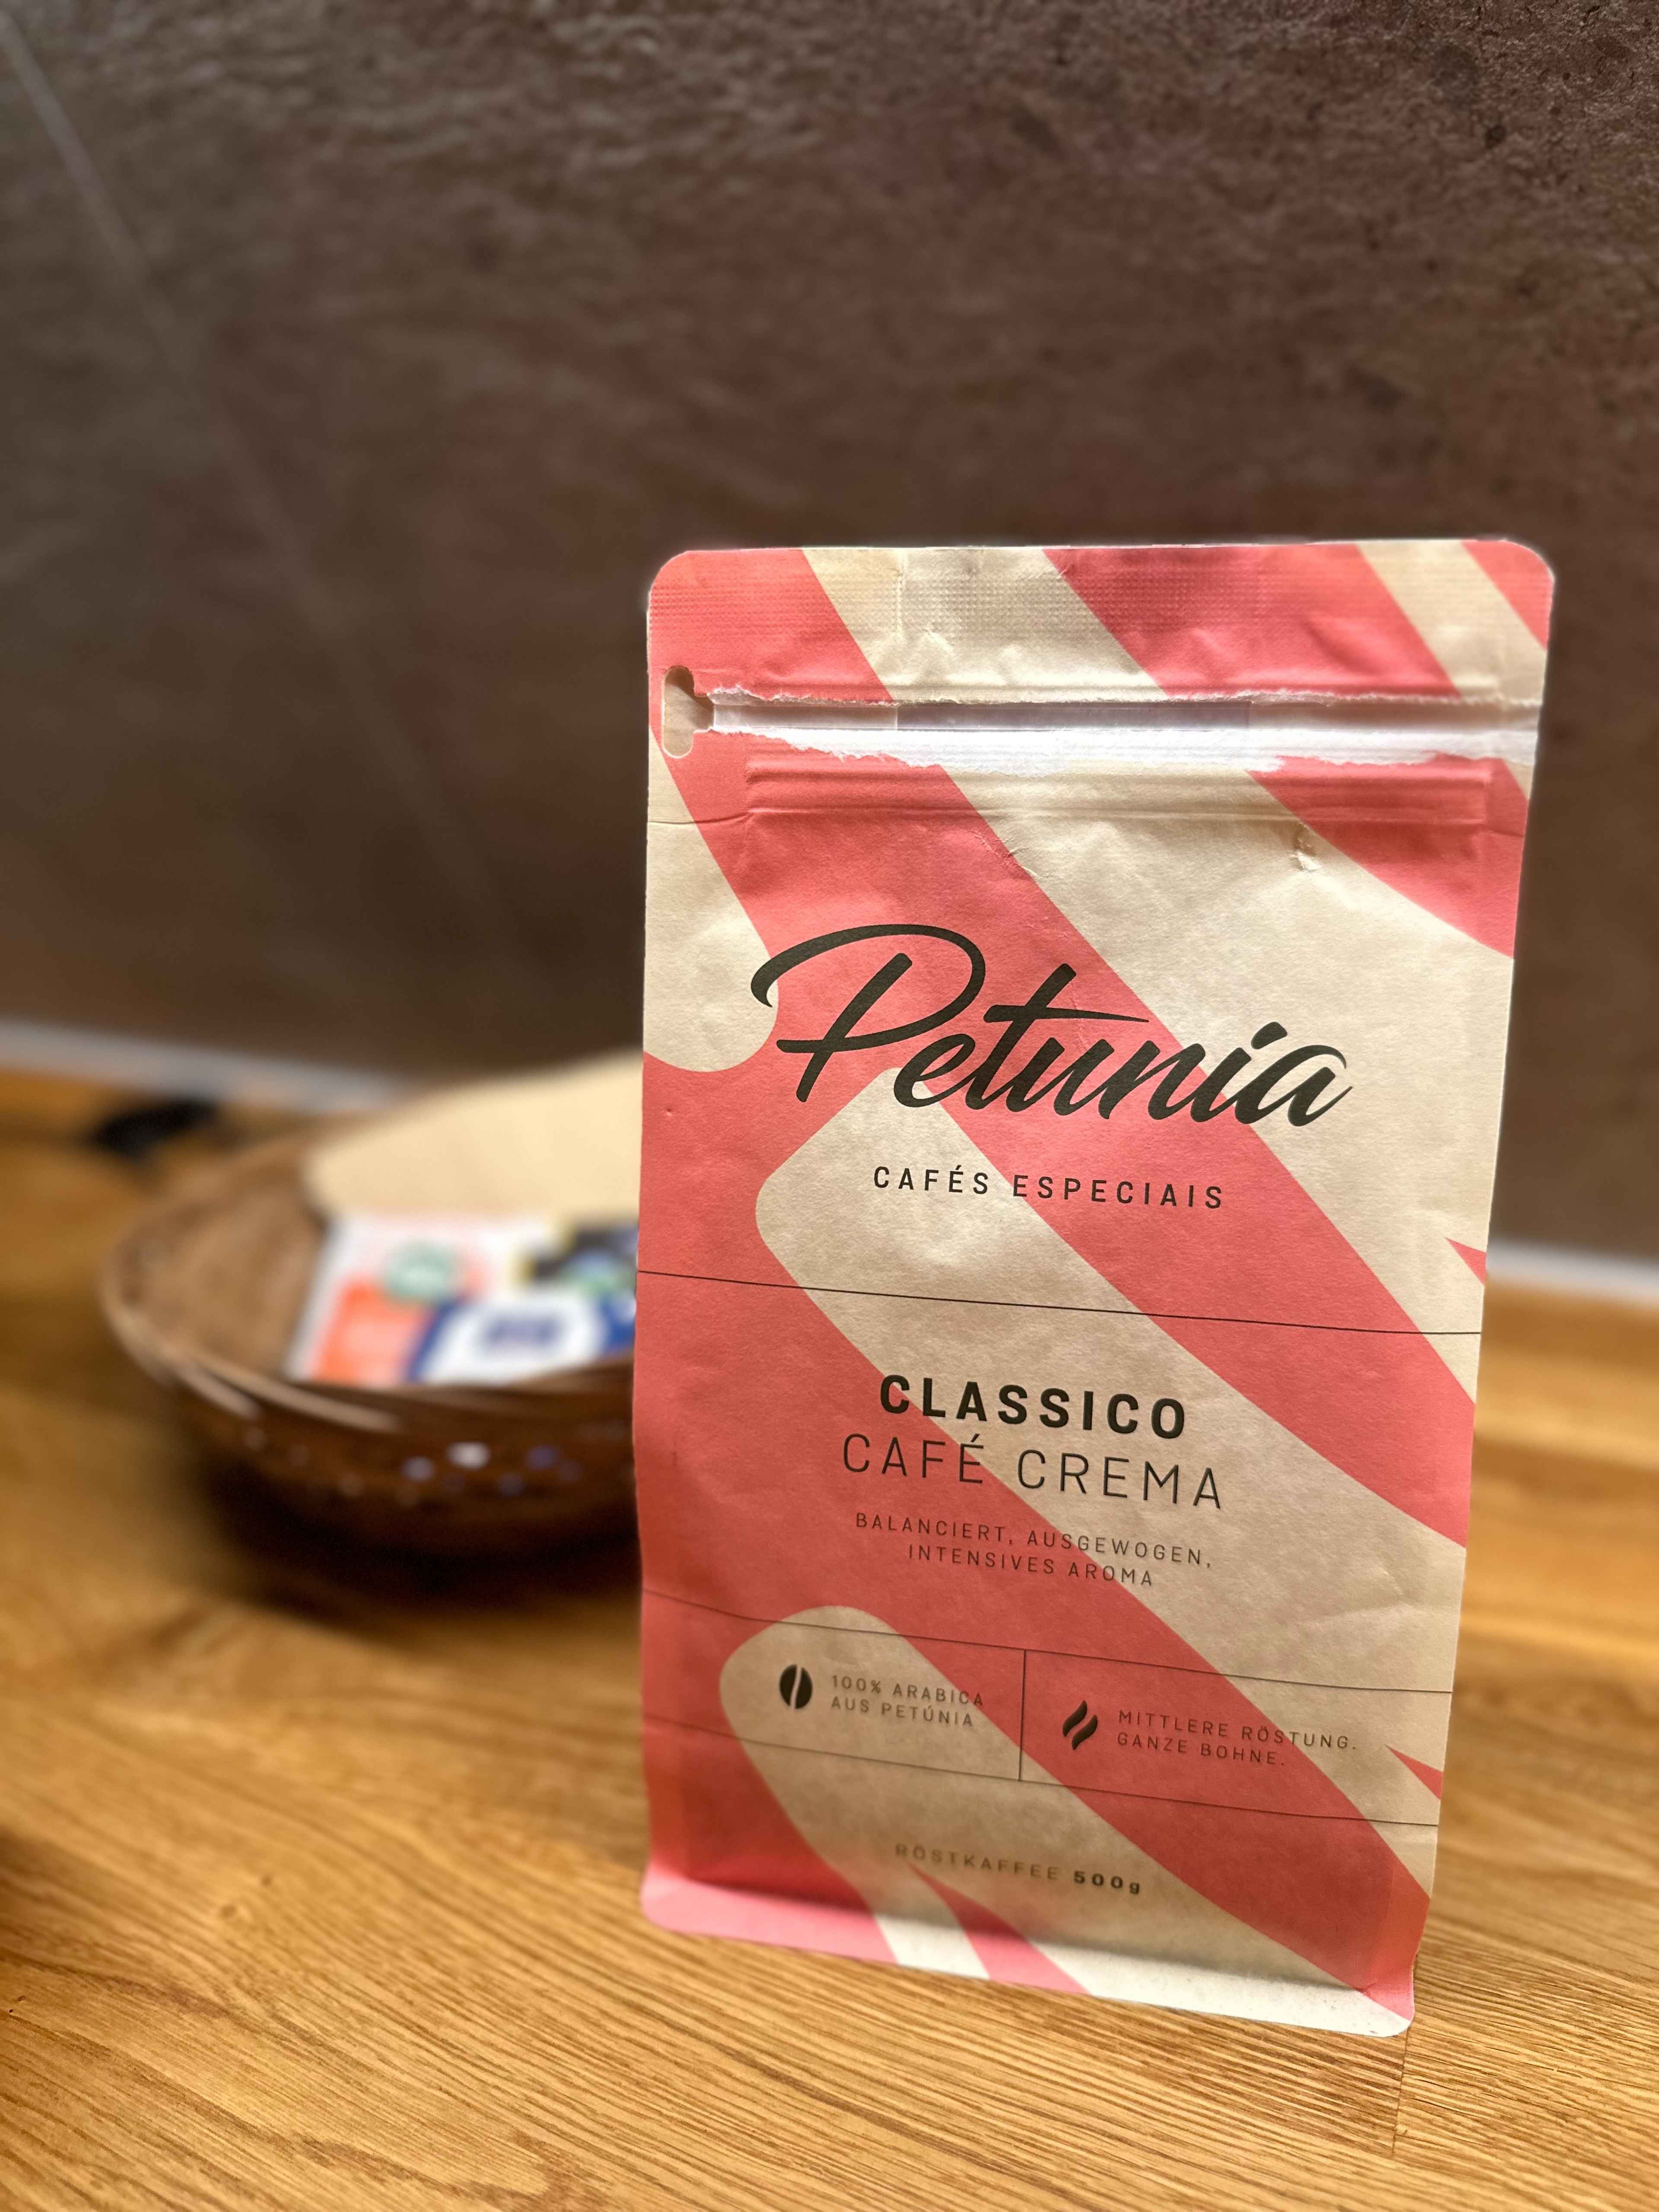 Petunia
CAFÉS ESPECIAIS
CLASSICO
CAFÉ CREMA
BALANCIERT, AUSGEWOGEN,
INTENSIVES AROMA
100% ARABICA
AUS PETÚNIA
MITTLERE RÖSTUNG.
GANZE BOHNE.
RÖSTKAFFEE 500g